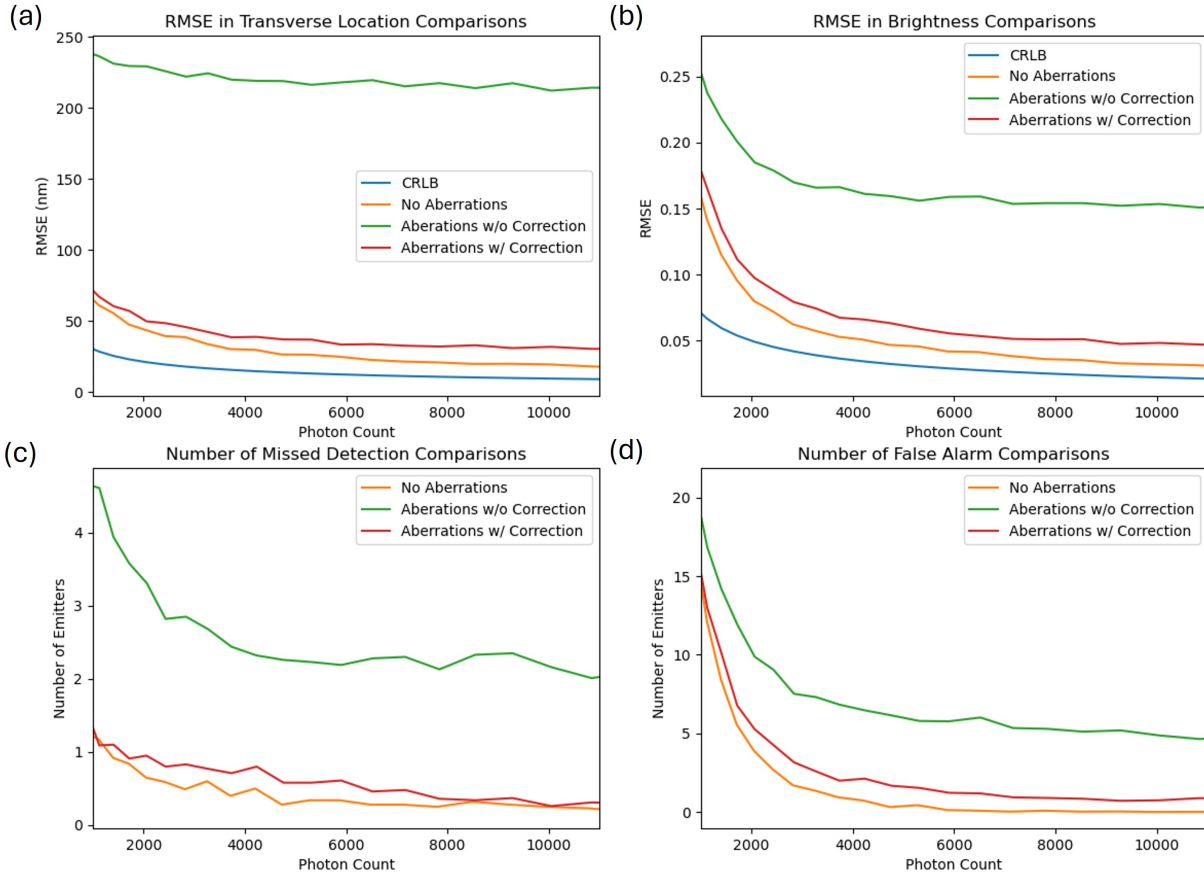 (a)
RMSE in Transverse Location Comparisons
250
200
150
100
50
0
RMSE (nm)
CRLB
No Aberrations
Aberations w/o Correction
Aberrations w/ Correction
2000 4000 6000 8000 10000
Photon Count
(b)
RMSE in Brightness Comparisons
0.25
0.20
0.15
0.10
0.05
RMSE
CRLB
No Aberrations
Aberations w/o Correction
Aberrations w/ Correction
2000 4000 6000 8000 10000
Photon Count
(c)
Number of Missed Detection Comparisons
4
3
2
1
0
Number of Emitters
No Aberrations
Aberations w/o Correction
Aberrations w/ Correction
2000 4000 6000 8000 10000
Photon Count
(d)
Number of False Alarm Comparisons
20
15
10
5
0
Number of Emitters
No Aberrations
Aberations w/o Correction
Aberrations w/ Correction
2000 4000 6000 8000 10000
Photon Count